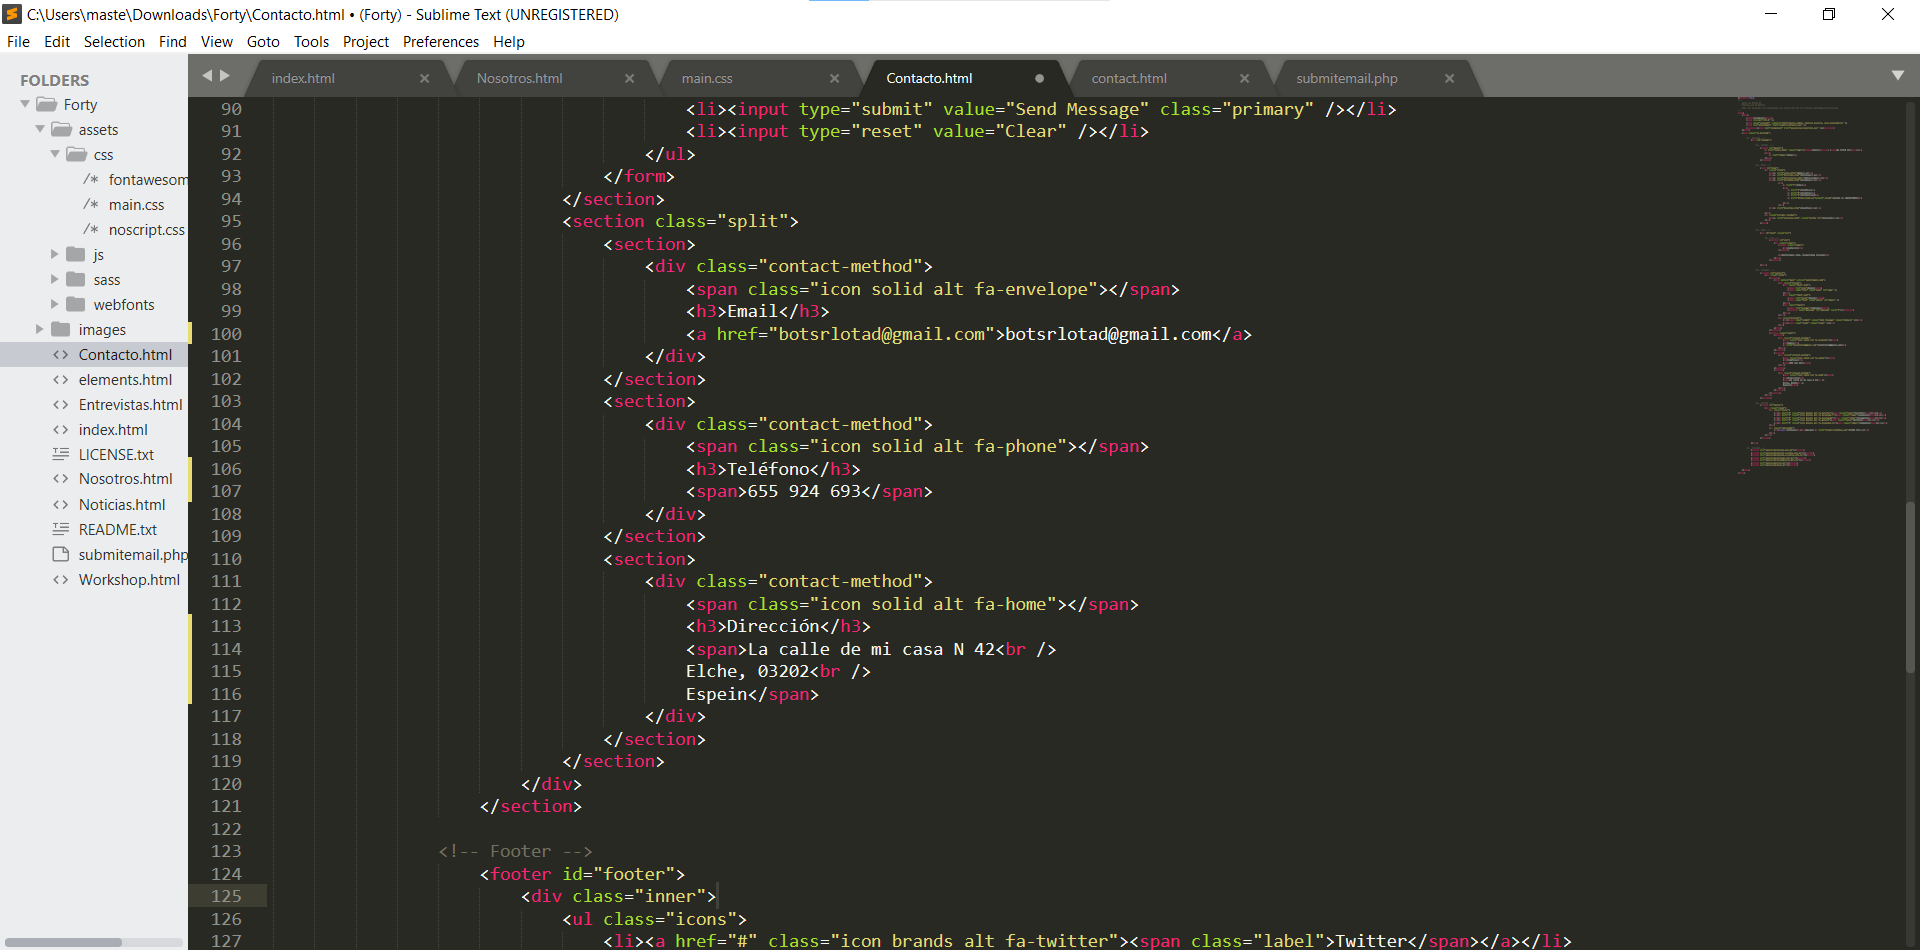 C:\Users\maste\Downloads\Forty\Contacto.html • (Forty) - Sublime Text (UNREGISTERED)
File Edit Selection Find View Goto Tools Project Preferences Help
FOLDERS
Forty
assets
css
/* fontawesom
/* main.css
/* noscript.css
js
sass
webfonts
images
<> Contacto.html
<> elements.html
<> Entrevistas.html
<> index.html
LICENSE.txt
<> Nosotros.html
<> Noticias.html
README.txt
submitemail.php
<> Workshop.html
index.html Nosotros.html main.css Contacto.html contact.html submitemail.php
90 <li><input type="submit" value="Send Message" class="primary" /></li>
91 <li><input type="reset" value="Clear" /></li>
92 </ul>
93 </form>
94 </section>
95 <section class="split">
96 <section>
97 <div class="contact-method">
98 <span class="icon solid alt fa-envelope"></span>
99 <h3>Email</h3>
100 <a href="botsrlotad@gmail.com">botsrlotad@gmail.com</a>
101 </div>
102 </section>
103 <section>
104 <div class="contact-method">
105 <span class="icon solid alt fa-phone"></span>
106 <h3>Teléfono</h3>
107 <span>655 924 693</span>
108 </div>
109 </section>
110 <section>
111 <div class="contact-method">
112 <span class="icon solid alt fa-home"></span>
113 <h3>Dirección</h3>
114 <span>La calle de mi casa N 42<br />
115 Elche, 03202<br />
116 Espein</span>
117 </div>
118 </section>
119 </section>
120 </div>
121 </section>
122
123 <!-- Footer -->
124 <footer id="footer">
125 <div class="inner">
126 <ul class="icons">
127 <li><a href="#" class="icon brands alt fa-twitter"><span class="label">Twitter</span></a></li>